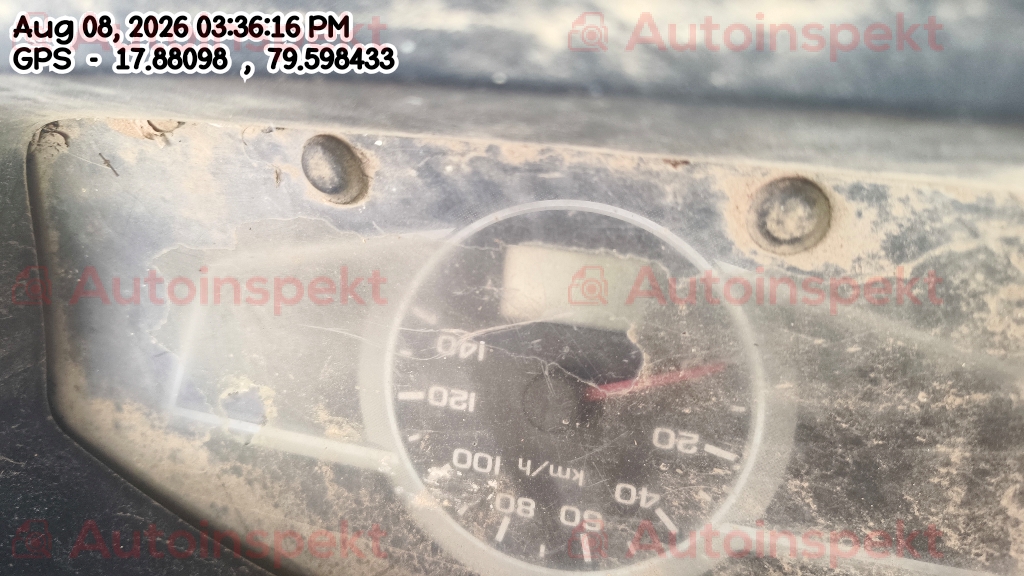 Aug 08, 2026 03:36:16 PM
GPS - 17.88098 , 79.598433
Autoinspekt
Autoinspekt
Autoinspekt
Autoinspekt
140
120
20
100
km/h
40
80
60
Autoinspekt
Autoinspekt